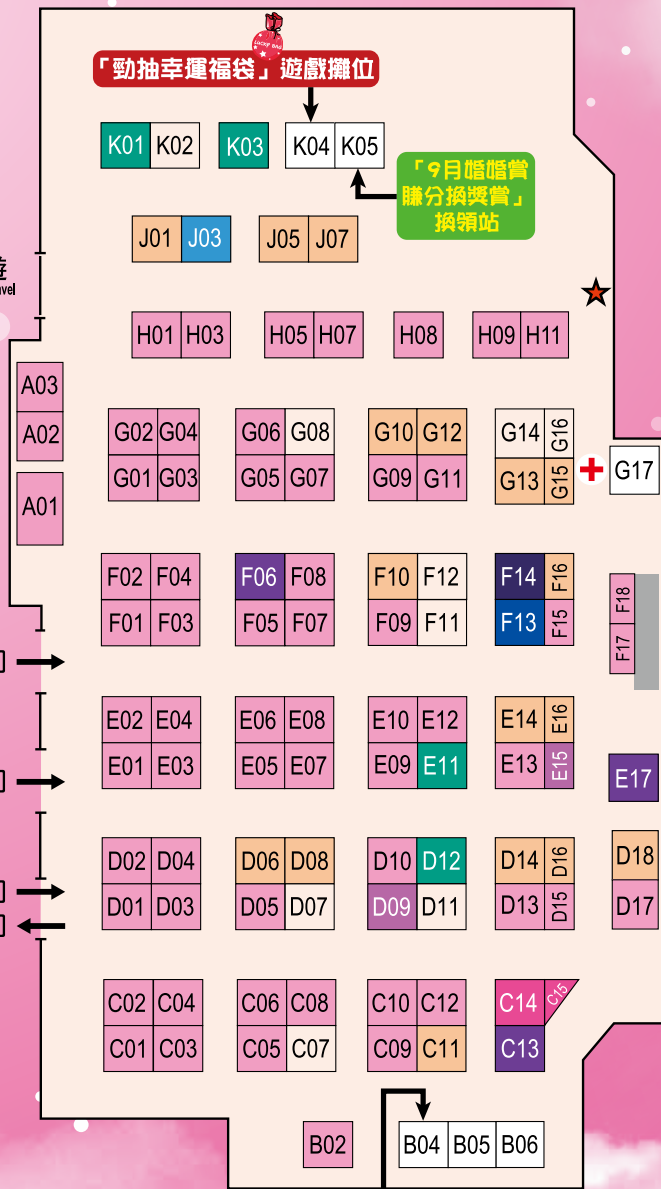 Lucky BAG
「勁抽幸運福袋」遊戲攤位
K01 K02 K03 K04 K05
「9月婚婚賞
賺分換獎賞」
換領站
J01 J03 J05 J07
遊
vel
H01 H03 H05 H07 H08 H09 H11
A03
A02
A01
G02 G04 G06 G08 G10 G12 G14 G16
G01 G03 G05 G07 G09 G11 G13 G15 G17
F02 F04 F06 F08 F10 F12 F14 F16 F18
F01 F03 F05 F07 F09 F11 F13 F15 F17
E02 E04 E06 E08 E10 E12 E14 E16
E01 E03 E05 E07 E09 E11 E13 E15 E17
D02 D04 D06 D08 D10 D12 D14 D16 D18
D01 D03 D05 D07 D09 D11 D13 D15 D17
C02 C04 C06 C08 C10 C12 C14 C15
C01 C03 C05 C07 C09 C11 C13
B02 B04 B05 B06